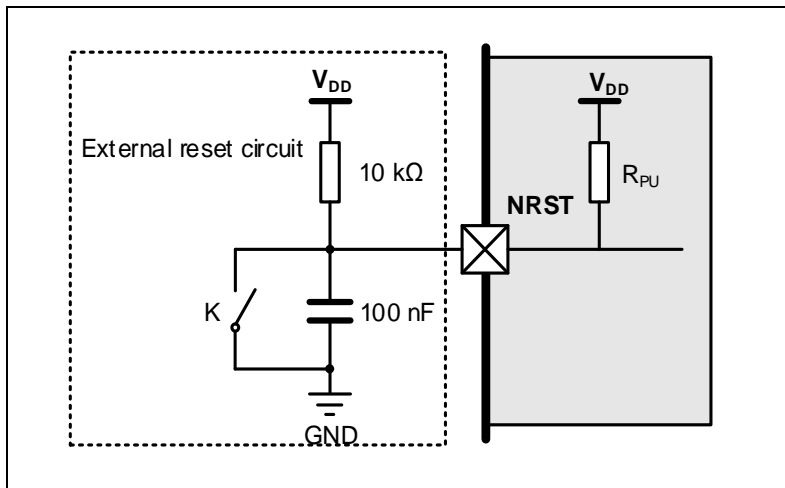 V_DD
V_DD
External reset circuit
10 kΩ
R_PU
NRST
K
100 nF
GND